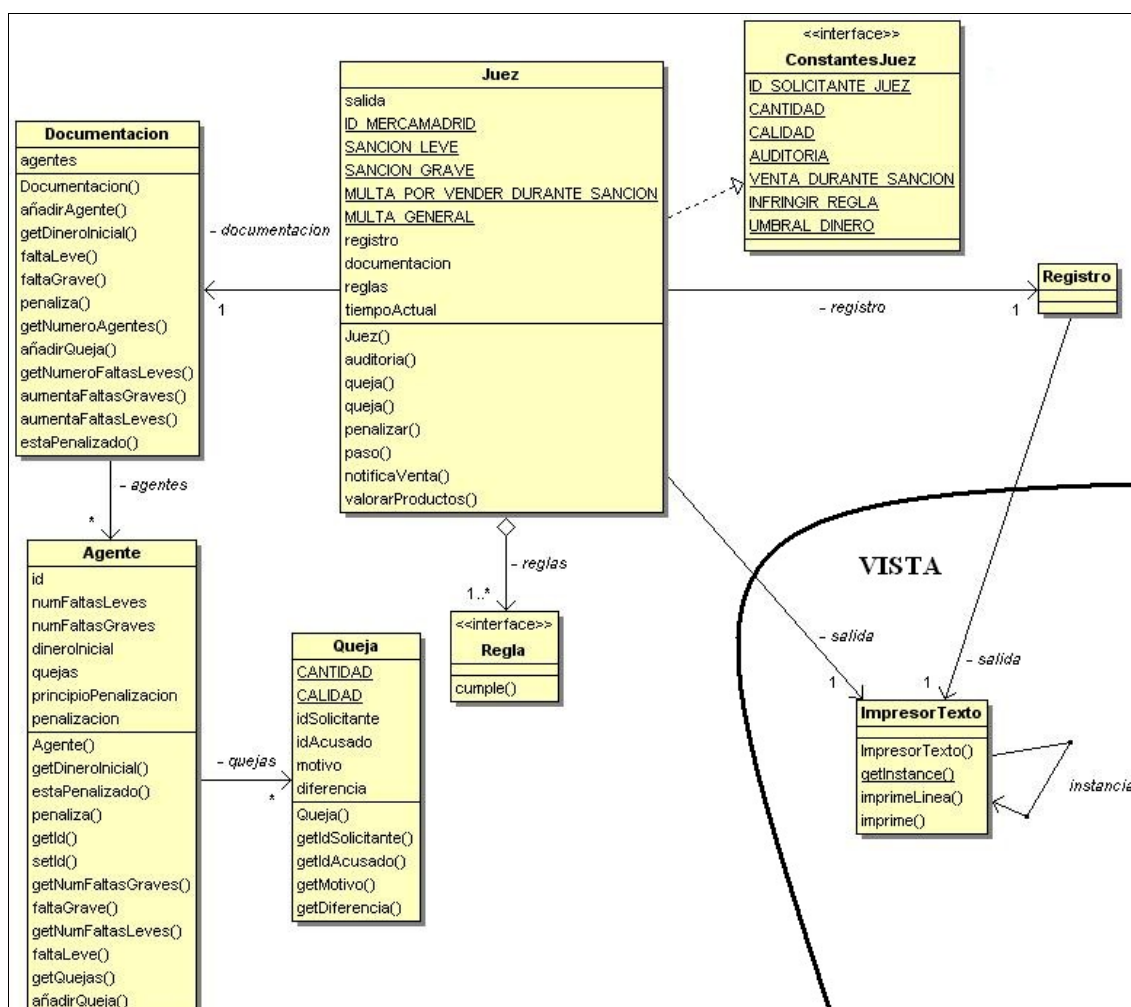 <<interface>>
ConstantesJuez
ID_SOLICITANTE_JUEZ
CANTIDAD
CALIDAD
AUDITORIA
VENTA_DURANTE_SANCION
INFRINGIR_REGLA
UMBRAL_DINERO
Juez
salida
ID_MERCAMADRID
SANCION_LEVE
SANCION_GRAVE
MULTA_POR_VENDER_DURANTE_SANCION
MULTA_GENERAL
registro
documentacion
reglas
tiempoActual
Juez()
auditoria()
queja()
queja()
penalizar()
paso()
notificaVenta()
valorarProductos()
Documentacion
agentes
Documentacion()
añadirAgente()
getDineroInicial()
faltaLeve()
faltaGrave()
penaliza()
getNumeroAgentes()
añadirQueja()
getNumeroFaltasLeves()
aumentaFaltasGraves()
aumentaFaltasLeves()
estaPenalizado()
- documentacion
1
Registro
- registro
1
- agentes
*
Agente
id
numFaltasLeves
numFaltasGraves
dineroInicial
quejas
principioPenalizacion
penalizacion
Agente()
getDineroInicial()
estaPenalizado()
penaliza()
getId()
setId()
getNumFaltasGraves()
faltaGrave()
getNumFaltasLeves()
faltaLeve()
getQuejas()
añadirQueja()
- quejas
*
Queja
CANTIDAD
CALIDAD
idSolicitante
idAcusado
motivo
diferencia
Queja()
getIdSolicitante()
getIdAcusado()
getMotivo()
getDiferencia()
- reglas
1..*
<<interface>>
Regla
cumple()
VISTA
- salida
1
- salida
1
ImpresorTexto
ImpresorTexto()
getInstance()
imprimeLinea()
imprime()
instancia